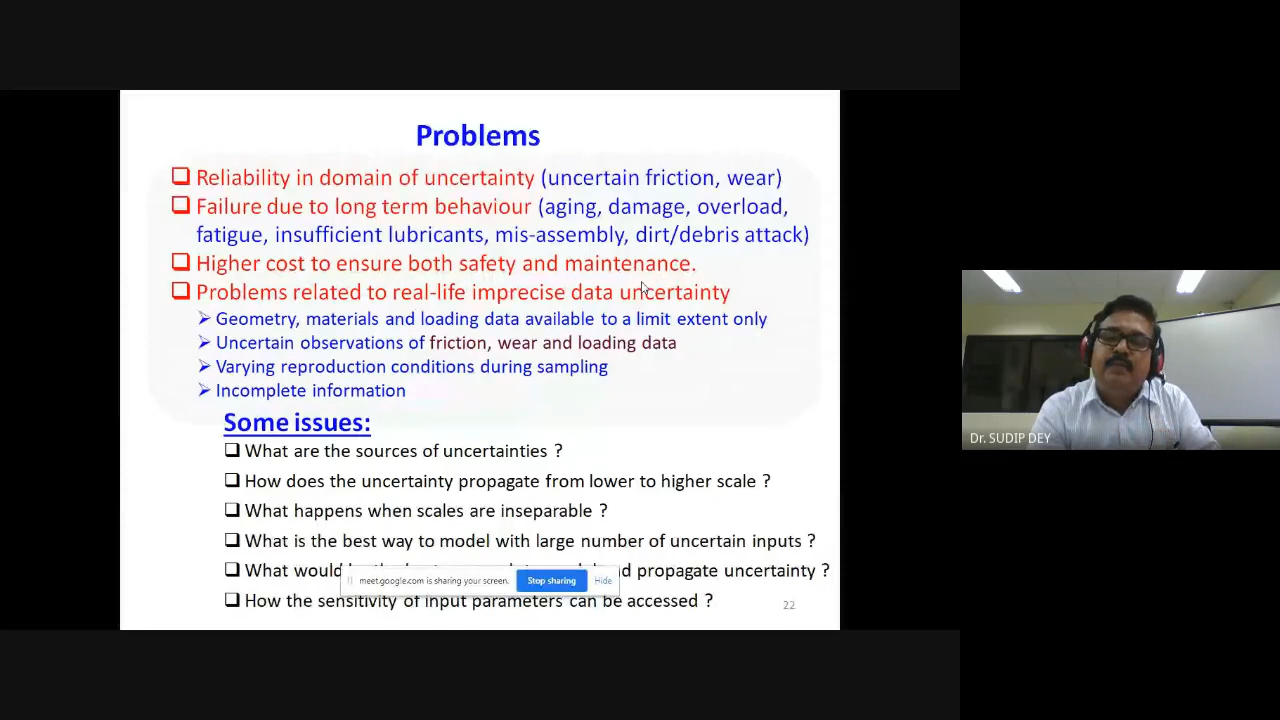 Problems
Reliability in domain of uncertainty (uncertain friction, wear)
Failure due to long term behaviour (aging, damage, overload,
fatigue, insufficient lubricants, mis-assembly, dirt/debris attack)
Higher cost to ensure both safety and maintenance.
Problems related to real-life imprecise data uncertainty
Geometry, materials and loading data available to a limit extent only
Uncertain observations of friction, wear and loading data
Varying reproduction conditions during sampling
Incomplete information
Some issues:
What are the sources of uncertainties ?
How does the uncertainty propagate from lower to higher scale ?
What happens when scales are inseparable ?
What is the best way to model with large number of uncertain inputs ?
What propagate uncertainty ?
meet.google.com is sharing your screen. Stop sharing Hide
How the sensitivity of input parameters can be accessed ?
22
Dr. SUDIP DEY